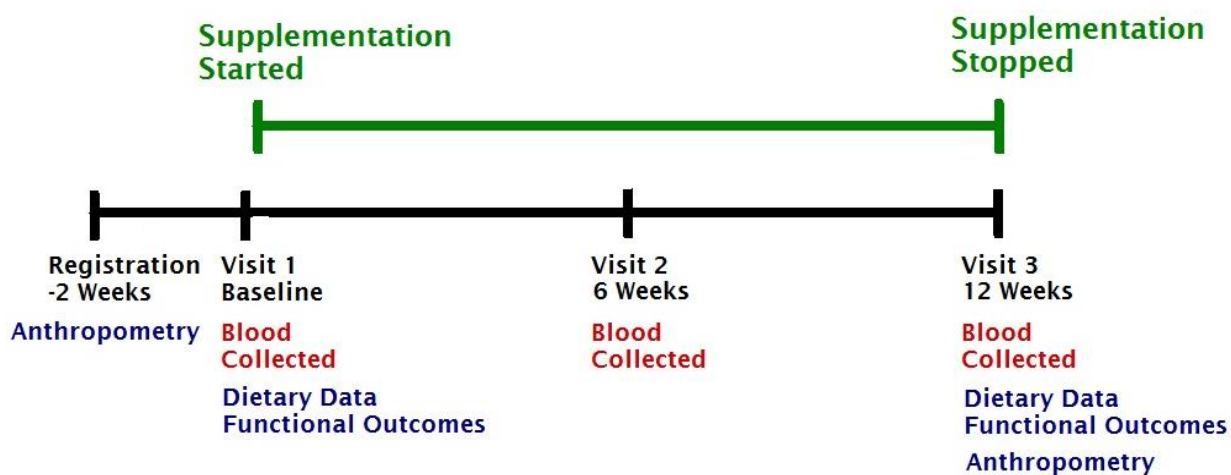 Supplementation
Started
Supplementation
Stopped
Registration
-2 Weeks
Anthropometry
Visit 1
Baseline
Blood
Collected
Dietary Data
Functional Outcomes
Visit 2
6 Weeks
Blood
Collected
Visit 3
12 Weeks
Blood
Collected
Dietary Data
Functional Outcomes
Anthropometry